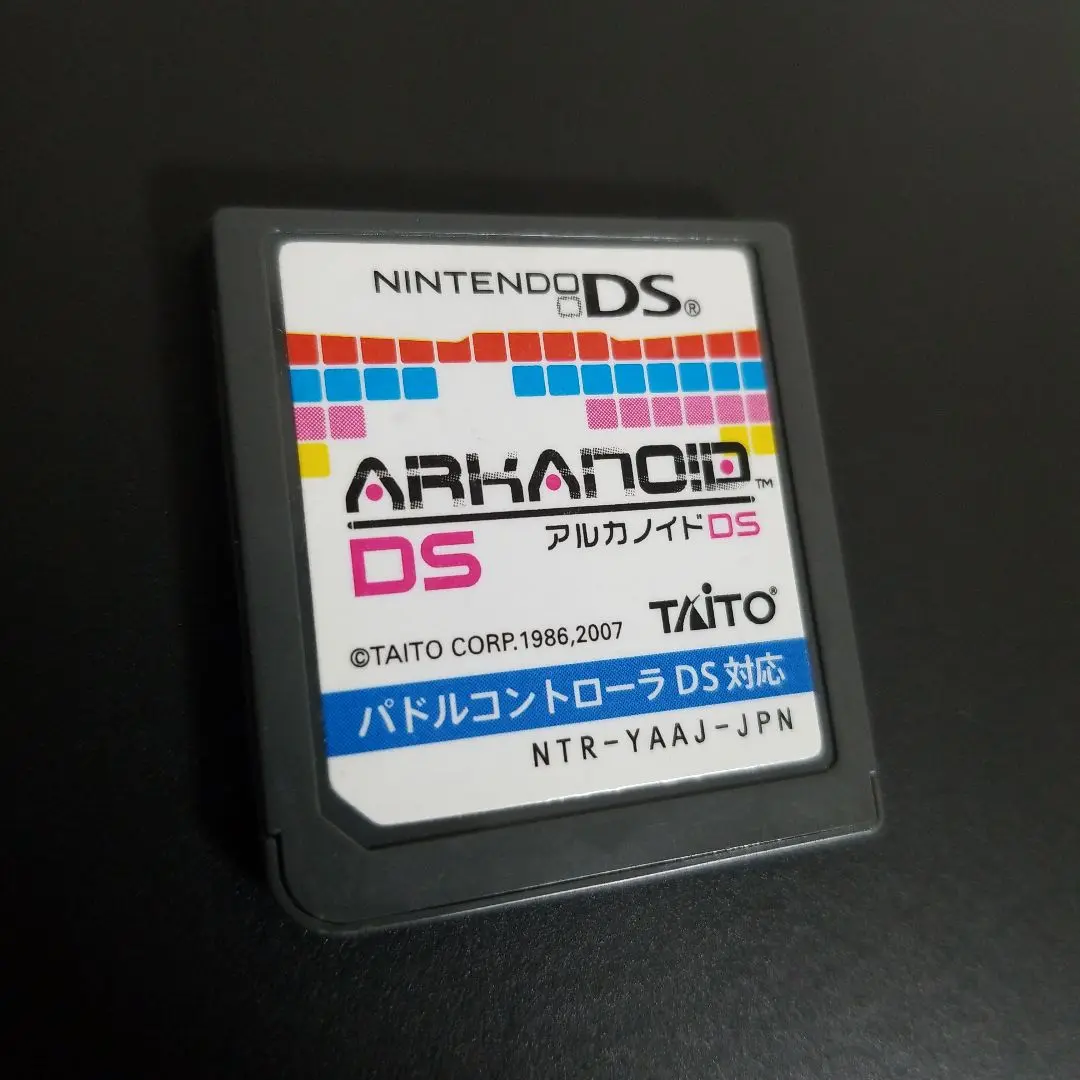 NINTENDO DS®
ARKANOID™
DS
アルカノイドDS
TAITO®
©TAITO CORP.1986,2007
パドルコントローラ DS 対応
NTR-YAAJ-JPN